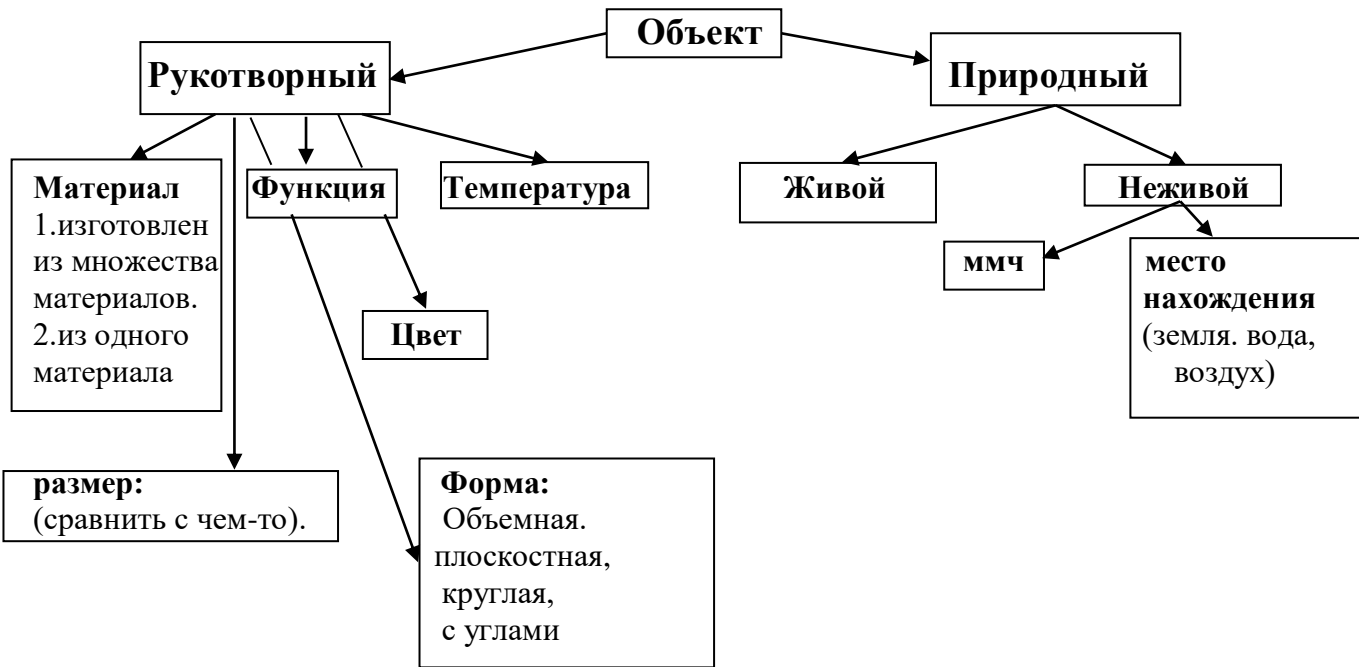 Объект
Рукотворный
Природный
Материал
1.изготовлен
из множества
материалов.
2.из одного
материала
Функция
Температура
Живой
Неживой
ммч
место
нахождения
(земля. вода,
воздух)
Цвет
размер:
(сравнить с чем-то).
Форма:
Объемная.
плоскостная,
круглая,
с углами